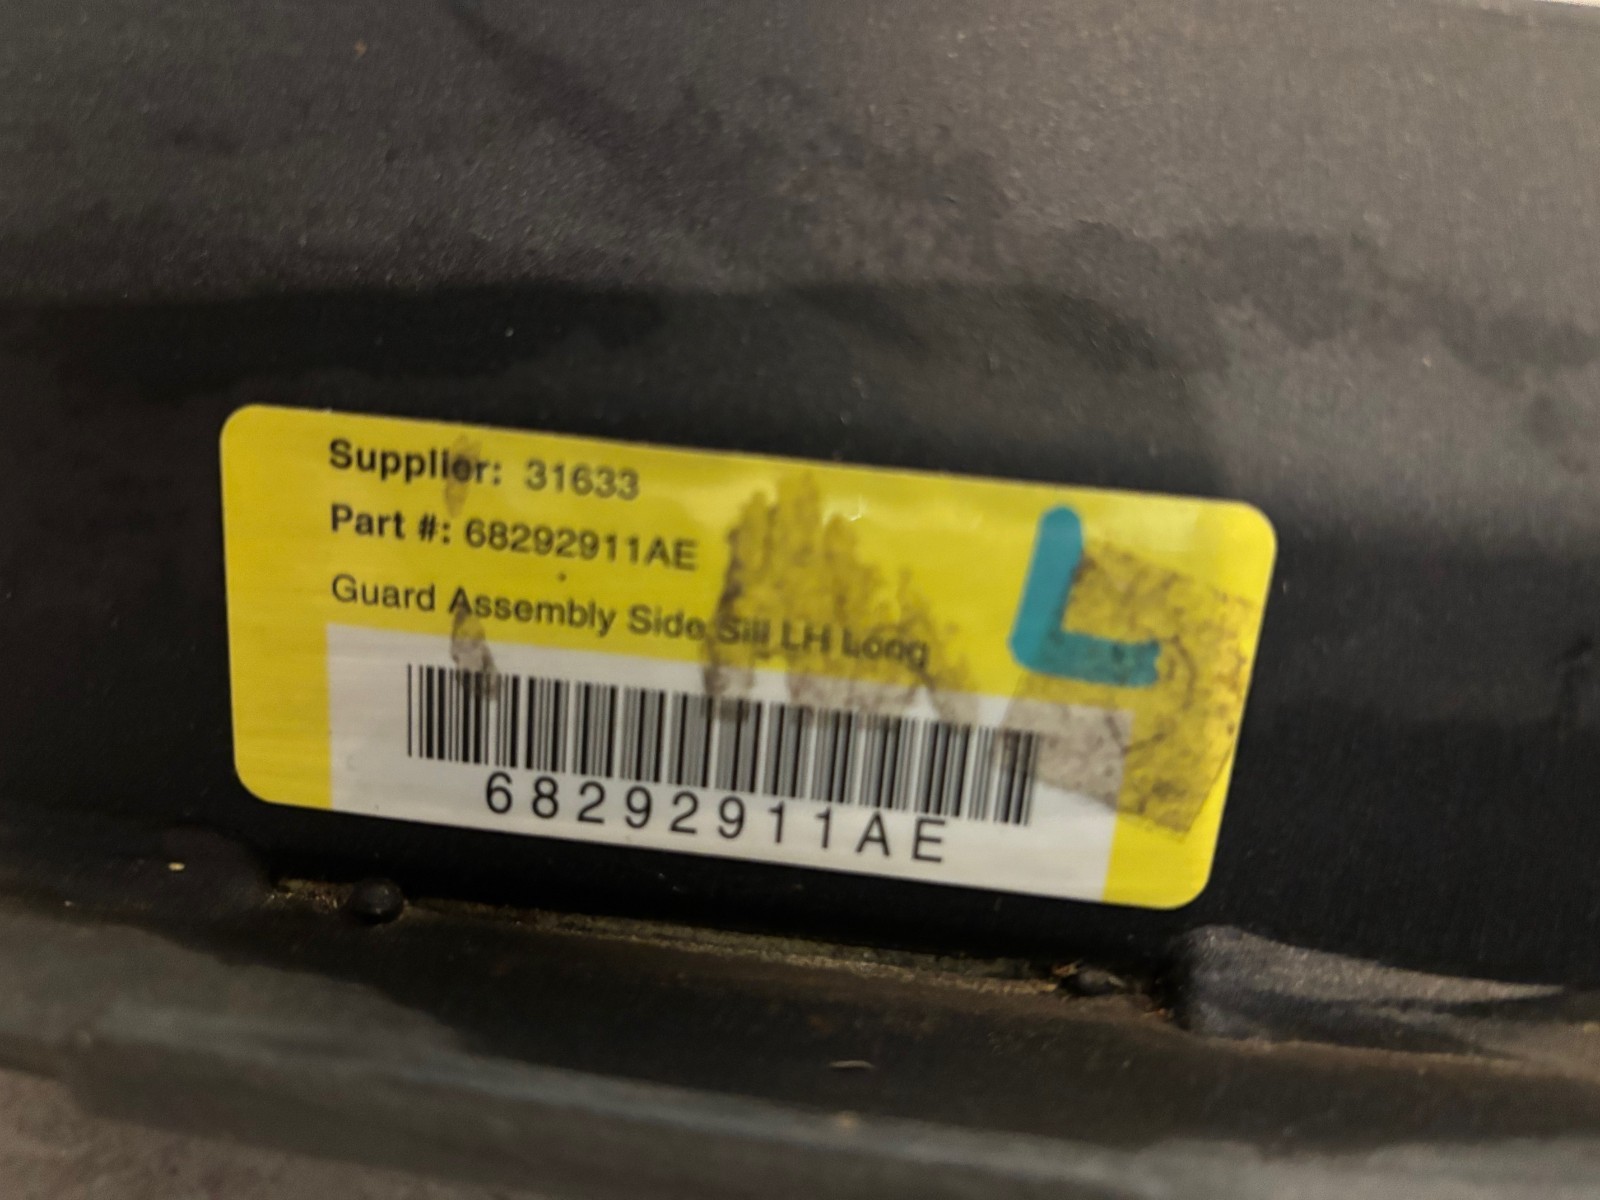 Supplier: 31633
Part #: 68292911AE
Guard Assembly Side Sill LH Long
L
68292911AE